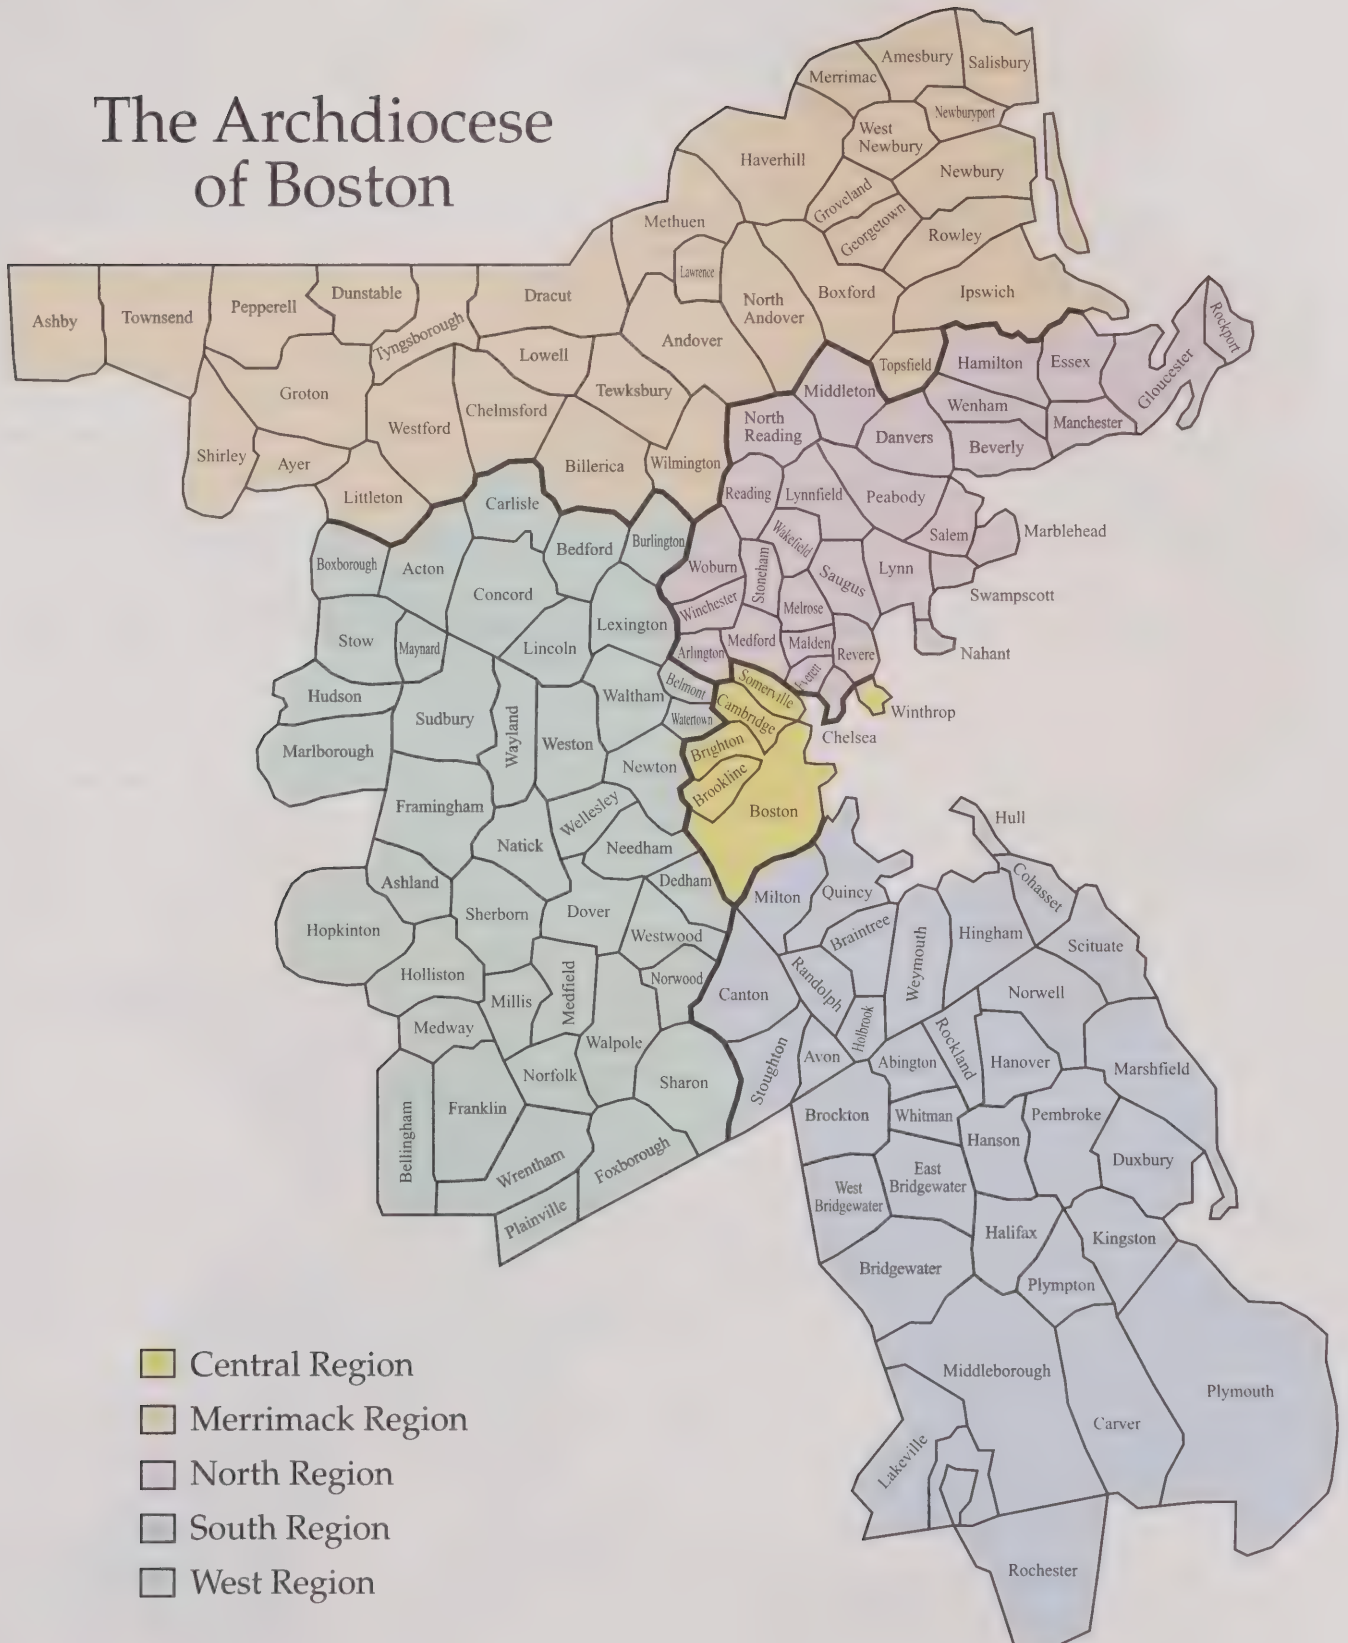 The Archdiocese
of Boston
Amesbury
Salisbury
Merrimac
Newburyport
West
Newbury
Haverhill
Newbury
Groveland
Georgetown
Methuen
Rowley
Lawrence
Ipswich
Boxford
North
Andover
Dunstable
Dracut
Pepperell
Ashby
Townsend
Tyngsborough
Andover
Rockport
Lowell
Topsfield
Hamilton
Essex
Gloucester
Groton
Tewksbury
Middleton
Chelmsford
Wenham
Westford
North
Reading
Manchester
Danvers
Beverly
Shirley
Ayer
Billerica
Wilmington
Littleton
Carlisle
Reading
Lynnfield
Peabody
Salem
Marblehead
Wakefield
Burlington
Bedford
Boxborough
Acton
Woburn
Stoneham
Saugus
Lynn
Concord
Swampscott
Winchester
Melrose
Lexington
Stow
Maynard
Lincoln
Arlington
Medford
Malden
Revere
Nahant
Everett
Belmont
Somerville
Hudson
Waltham
Sudbury
Wayland
Watertown
Cambridge
Winthrop
Chelsea
Marlborough
Weston
Brighton
Newton
Brookline
Framingham
Wellesley
Boston
Hull
Natick
Needham
Ashland
Dedham
Milton
Quincy
Cohasset
Sherborn
Dover
Hopkinton
Westwood
Braintree
Weymouth
Hingham
Scituate
Holliston
Norwood
Medfield
Canton
Randolph
Norwell
Millis
Medway
Walpole
Holbrook
Rockland
Stoughton
Avon
Abington
Hanover
Marshfield
Norfolk
Sharon
Franklin
Brockton
Whitman
Pembroke
Bellingham
Hanson
Wrentham
Foxborough
Duxbury
East
Bridgewater
West
Bridgewater
Plainville
Halifax
Kingston
Bridgewater
Plympton
Middleborough
Plymouth
Carver
Lakeville
Rochester
Central Region
Merrimack Region
North Region
South Region
West Region